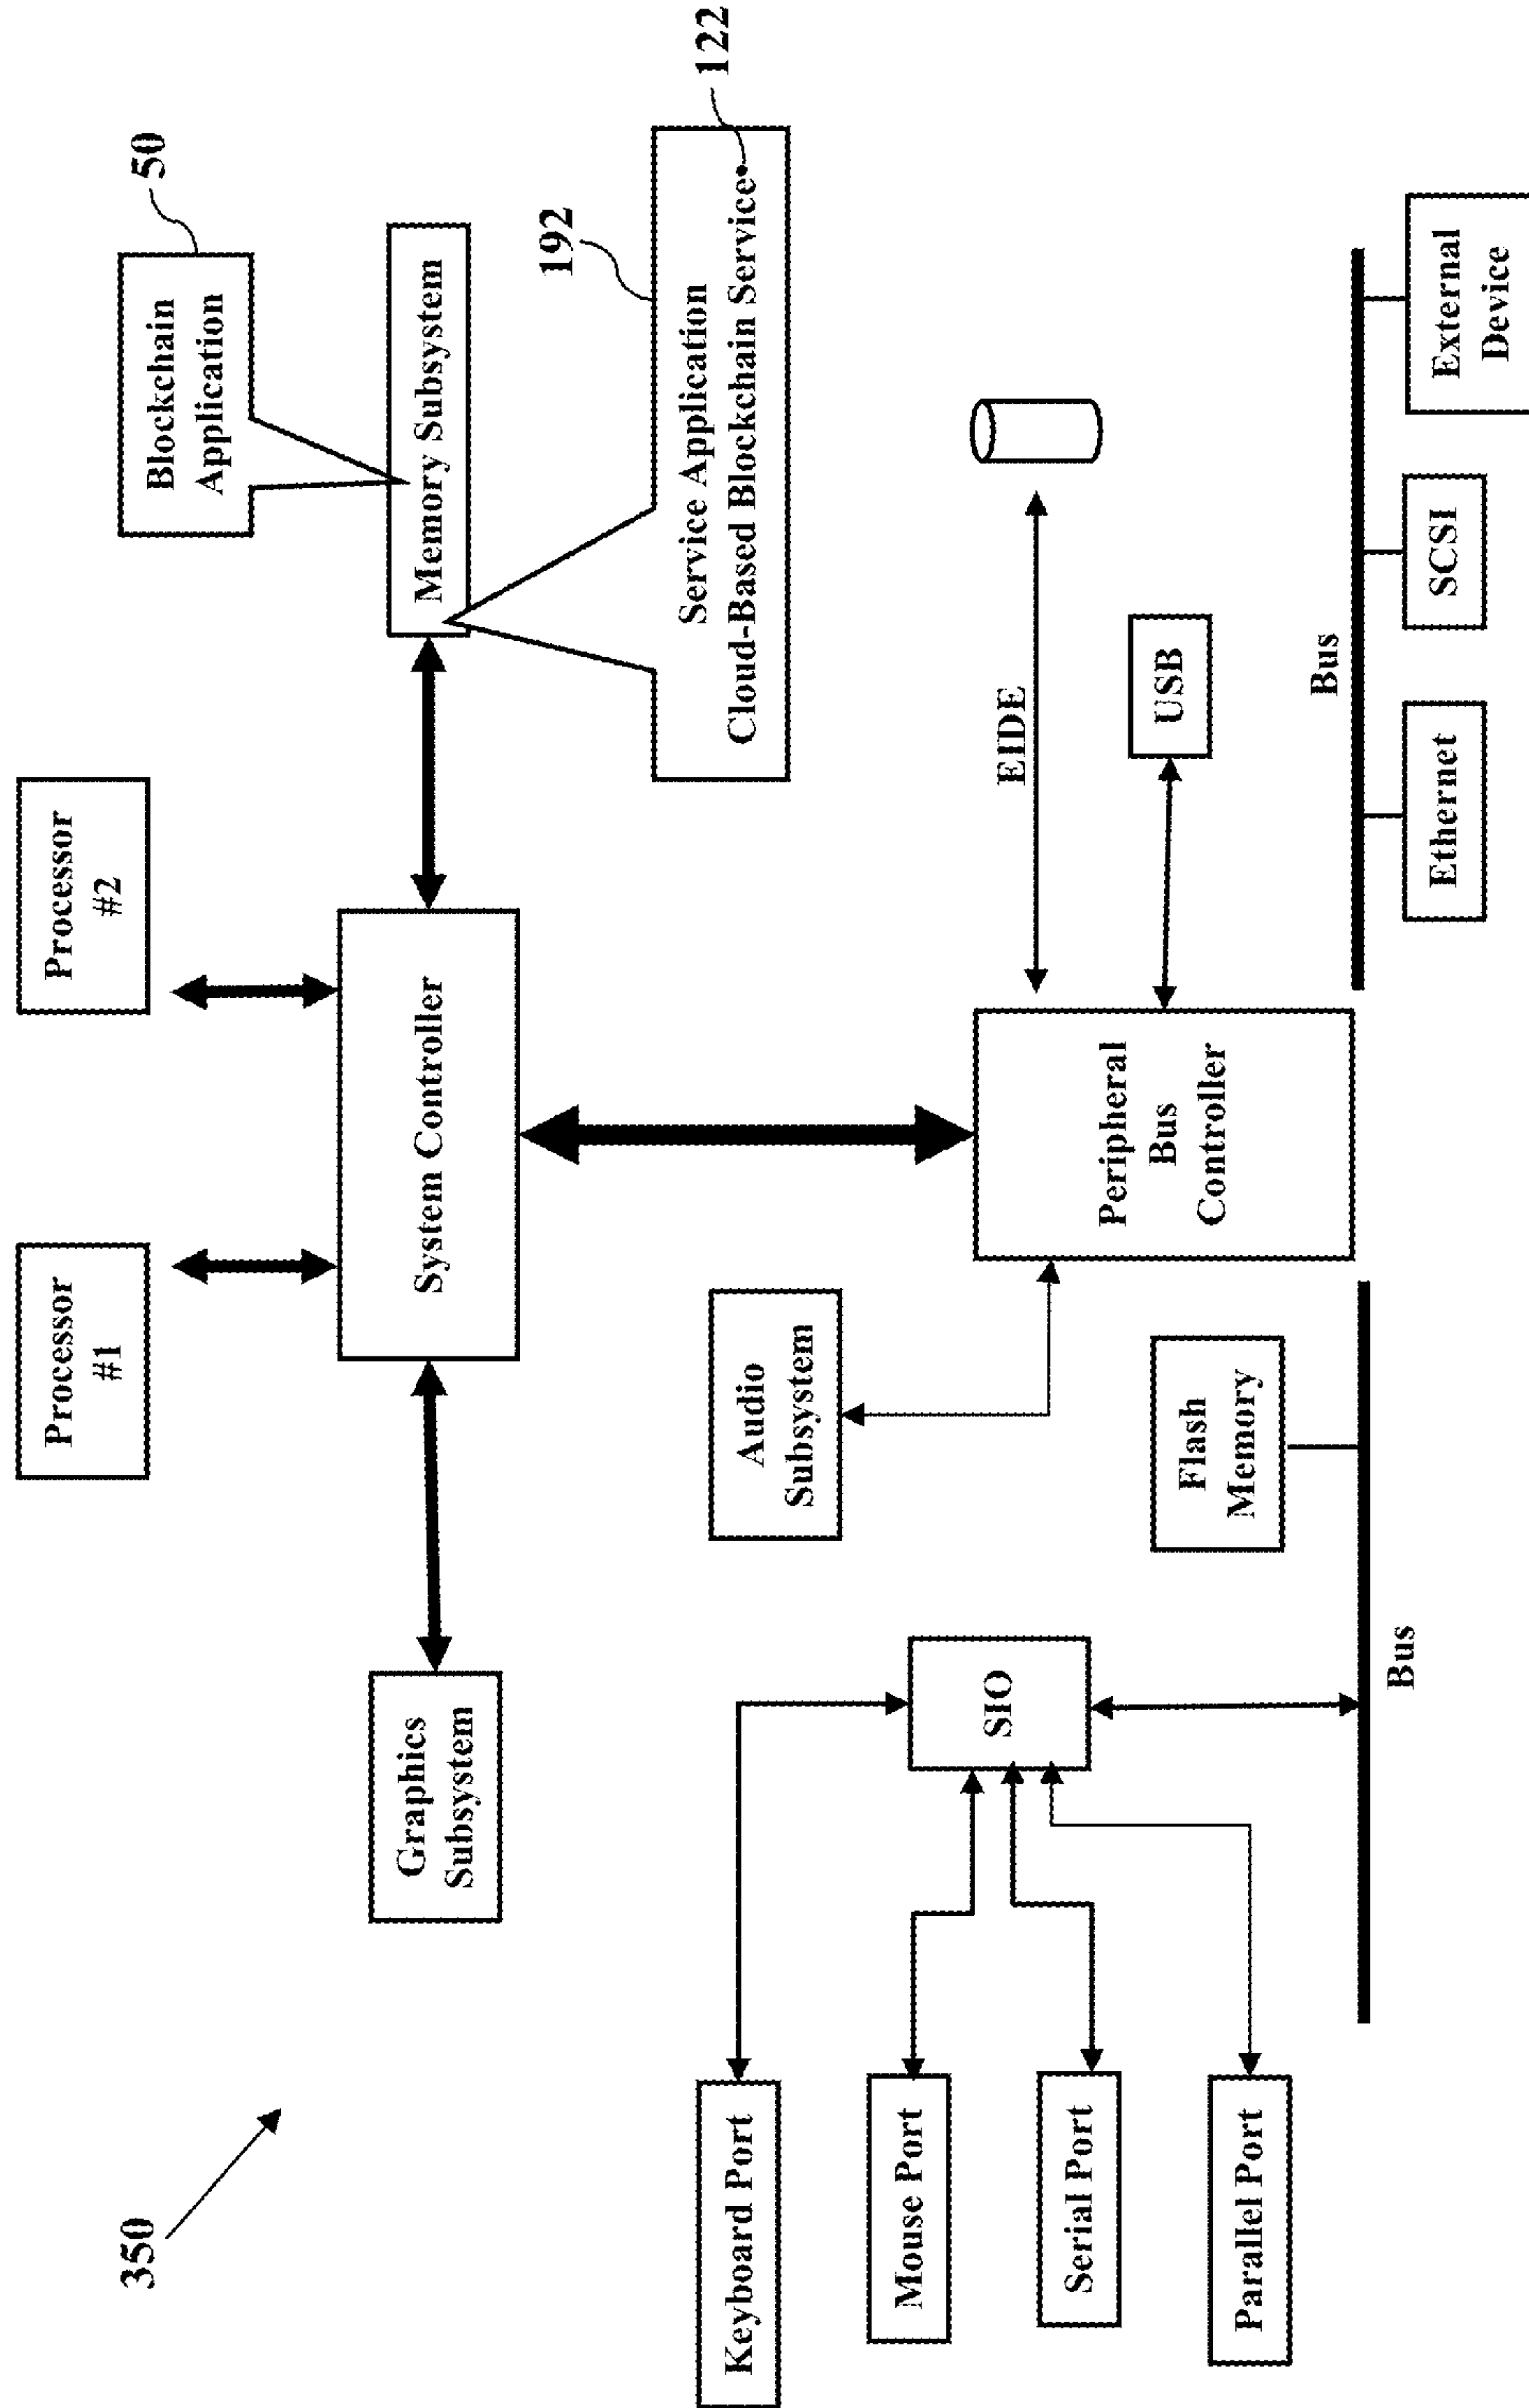 350
Processor
#1
Processor
#2
Blockchain
Application
50
Graphics
Subsystem
System Controller
Memory Subsystem
192
Service Application
Cloud-Based Blockchain Service
122
Keyboard Port
Mouse Port
Serial Port
Parallel Port
SIO
Audio
Subsystem
Flash
Memory
Bus
Peripheral
Bus
Controller
EIDE
USB
Bus
Ethernet
SCSI
External
Device